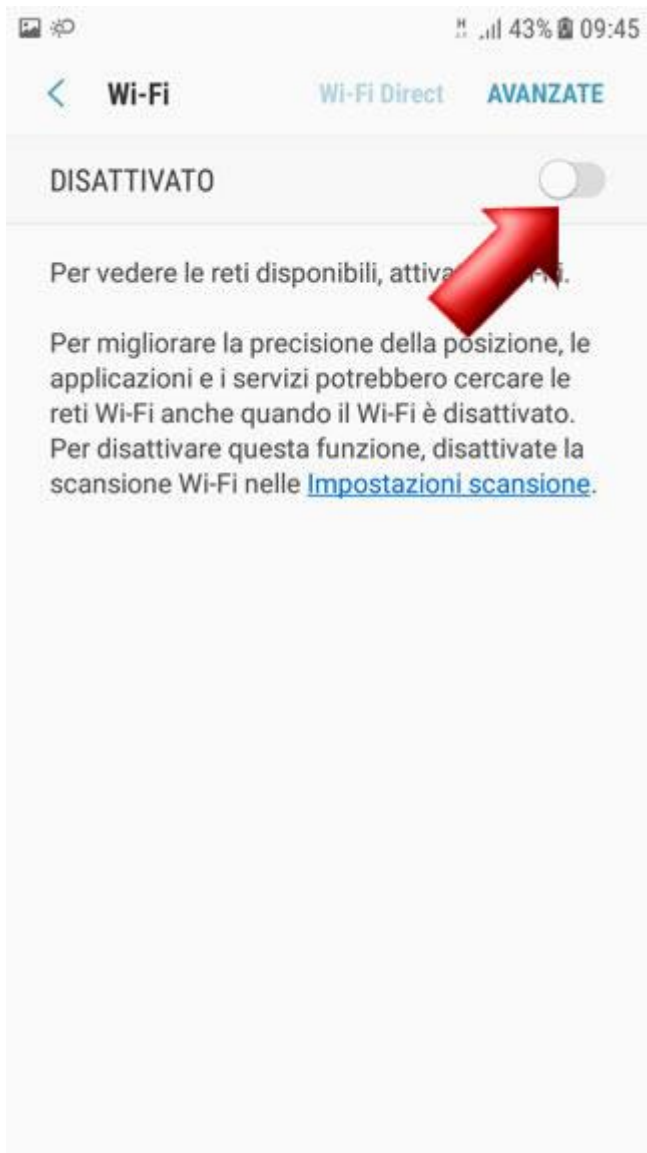 43% 09:45
Wi-Fi Wi-Fi Direct AVANZATE
DISATTIVATO
Per vedere le reti disponibili, attiva
Per migliorare la precisione della posizione, le
applicazioni e i servizi potrebbero cercare le
reti Wi-Fi anche quando il Wi-Fi è disattivato.
Per disattivare questa funzione, disattivate la
scansione Wi-Fi nelle Impostazioni scansione.